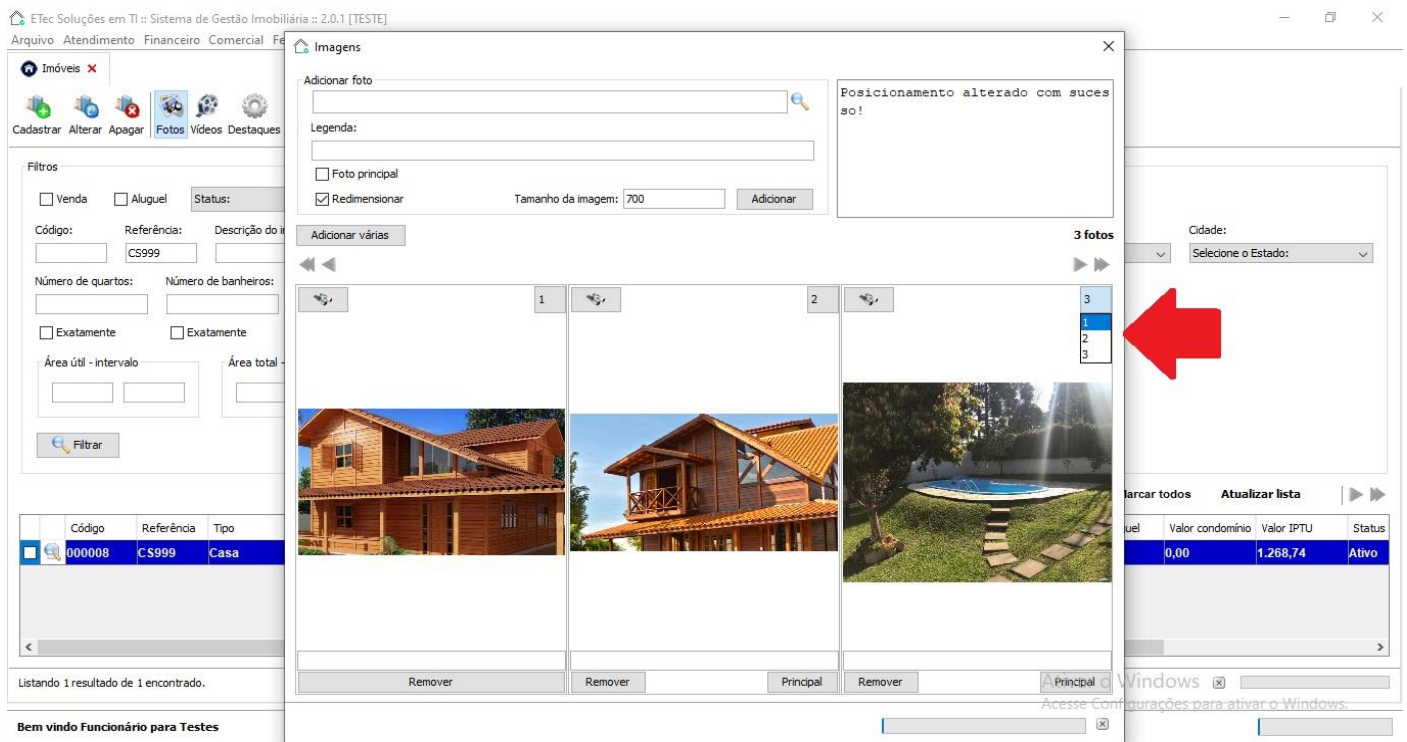 ETec Soluções em TI :: Sistema de Gestão Imobiliária :: 2.0.1 [TESTE]
Arquivo Atendimento Financeiro Comercial Fe
Imóveis
Cadastrar Alterar Apagar Fotos Vídeos Destaques
Filtros
Venda Aluguel Status:
Código: Referência: Descrição do i
CS999
Número de quartos: Número de banheiros:
Exatamente Exatamente
Área útil - intervalo Área total -
Filtrar
Imagens
Adicionar foto
Legenda:
Foto principal
Redimensionar Tamanho da imagem: 700 Adicionar
Posicionamento alterado com suces
so!
Adicionar várias 3 fotos
1 2 3
1
2
3
Remover Remover Principal Remover Principal
Cidade:
Selecione o Estado:
Marcar todos Atualizar lista
Código Referência Tipo uel Valor condomínio Valor IPTU Status
000008 CS999 Casa 0,00 1.268,74 Ativo
Listando 1 resultado de 1 encontrado.
Windows
Acesse Configurações para ativar o Windows.
Bem vindo Funcionário para Testes